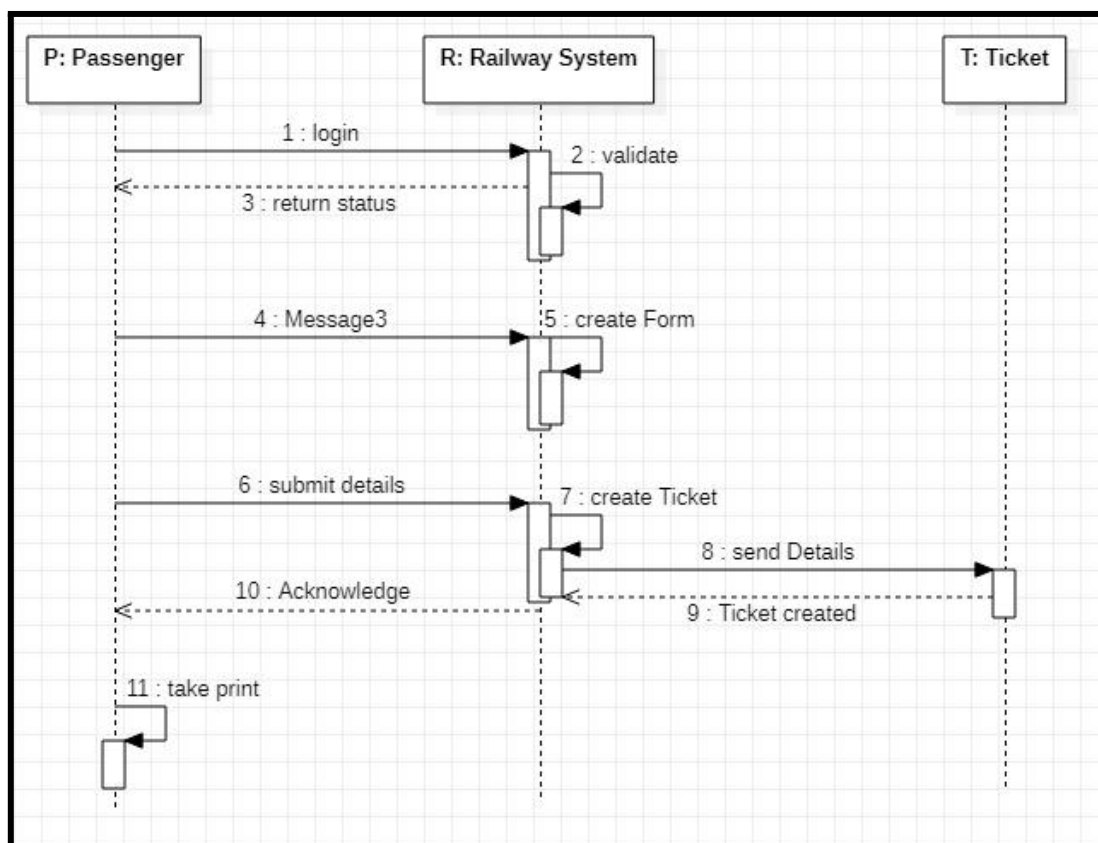 P: Passenger
R: Railway System
T: Ticket
1 : login
2 : validate
3 : return status
4 : Message3
5 : create Form
6 : submit details
7 : create Ticket
8 : send Details
10 : Acknowledge
9 : Ticket created
11 : take print